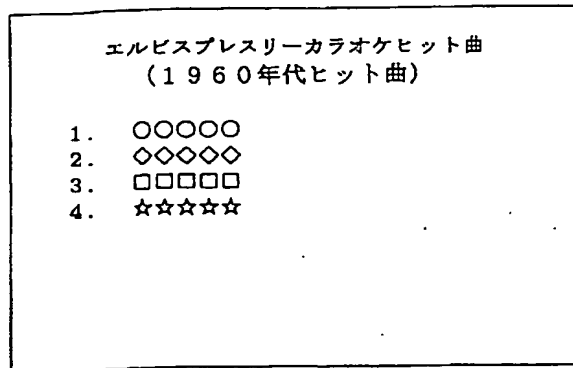 エルビスプレスリーカラオケヒット曲
(1960年代ヒット曲)
1. ○○○○○
2. ◇◇◇◇◇
3. □□□□□
4. ☆☆☆☆☆